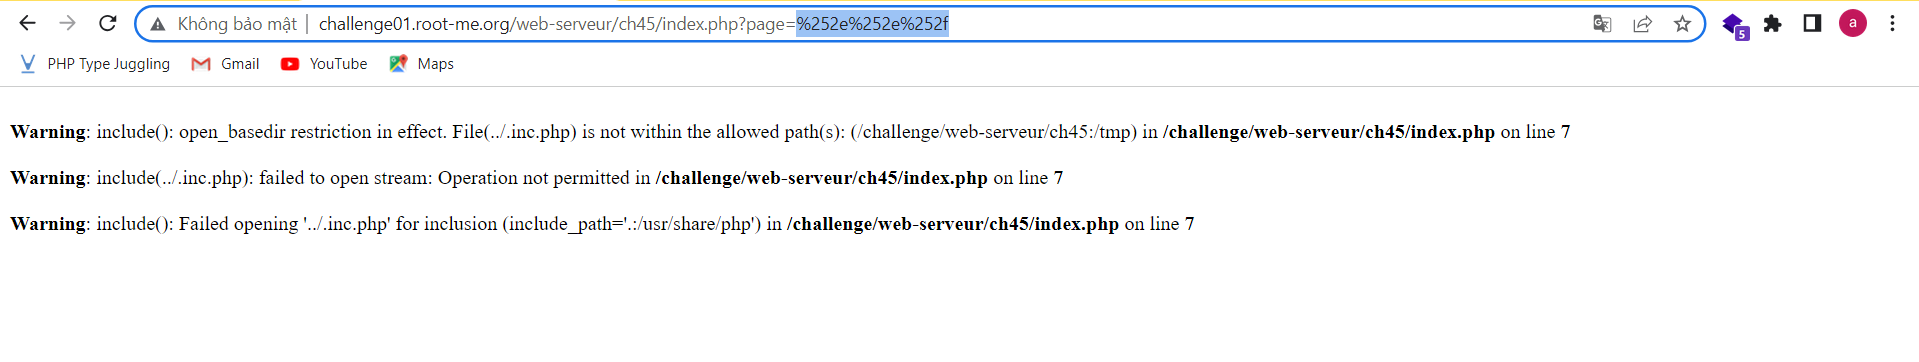 Không bảo mật | challenge01.root-me.org/web-serveur/ch45/index.php?page=%252e%252e%252f
5
a
PHP Type Juggling Gmail YouTube Maps
Warning: include(): open_basedir restriction in effect. File(../.inc.php) is not within the allowed path(s): (/challenge/web-serveur/ch45:/tmp) in /challenge/web-serveur/ch45/index.php on line 7
Warning: include(../.inc.php): failed to open stream: Operation not permitted in /challenge/web-serveur/ch45/index.php on line 7
Warning: include(): Failed opening '../.inc.php' for inclusion (include_path='.:/usr/share/php') in /challenge/web-serveur/ch45/index.php on line 7